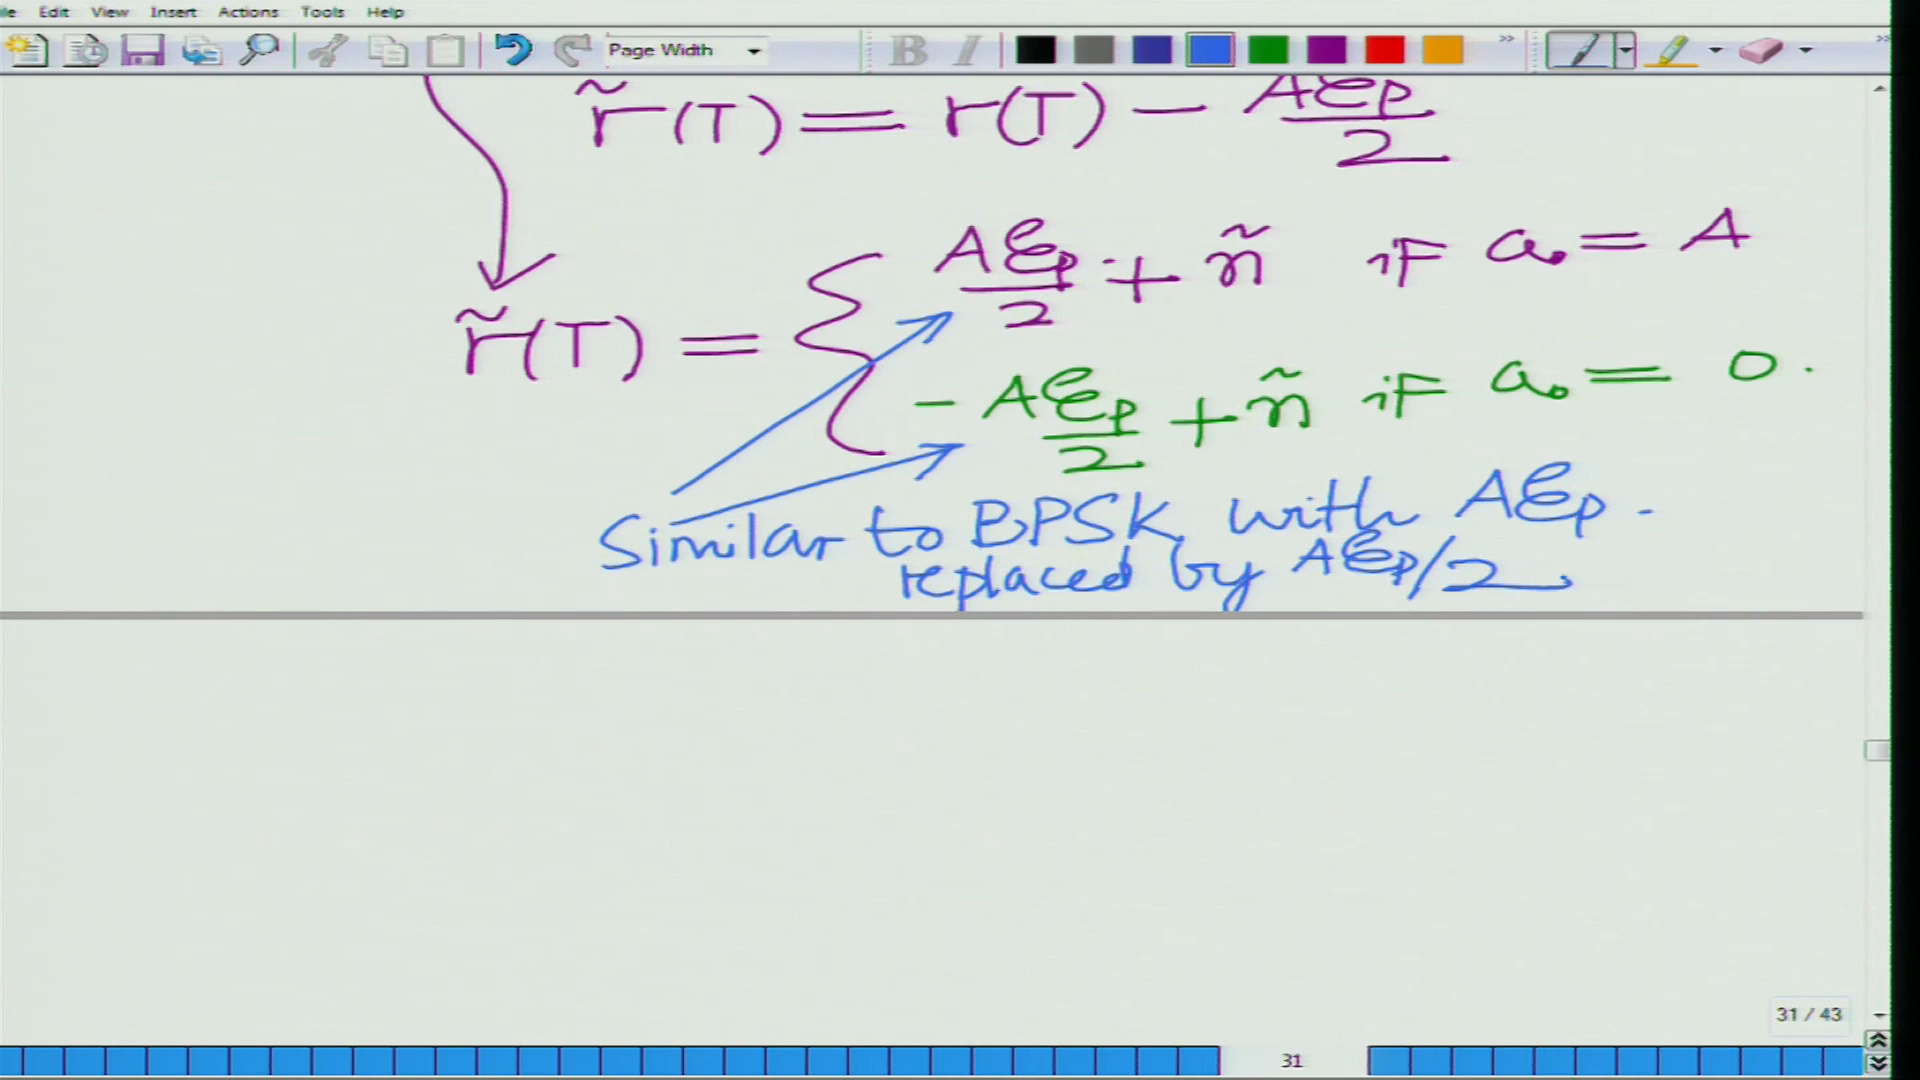 File Edit View Insert Actions Tools Help
Page Width B I
r̃(T) = r(T) − AEp/2
r̃(T) = { AEp/2 + ñ if a₀ = A
−AEp/2 + ñ if a₀ = 0.
Similar to BPSK with AEp.
replaced by AEp/2
31 / 43
31